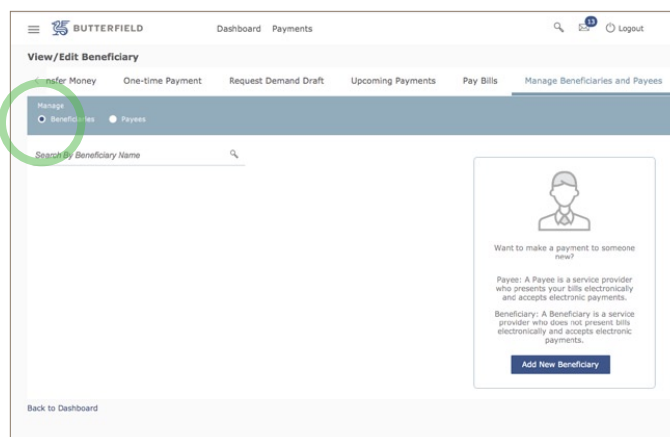 BUTTERFIELD
Dashboard Payments
13
Logout
View/Edit Beneficiary
nsfer Money One-time Payment Request Demand Draft Upcoming Payments Pay Bills Manage Beneficiaries and Payees
Manage
Beneficiaries Payees
Search By Beneficiary Name
Want to make a payment to someone
new?
Payee: A Payee is a service provider
who presents your bills electronically
and accepts electronic payments.
Beneficiary: A Beneficiary is a service
provider who does not present bills
electronically and accepts electronic
payments.
Add New Beneficiary
Back to Dashboard